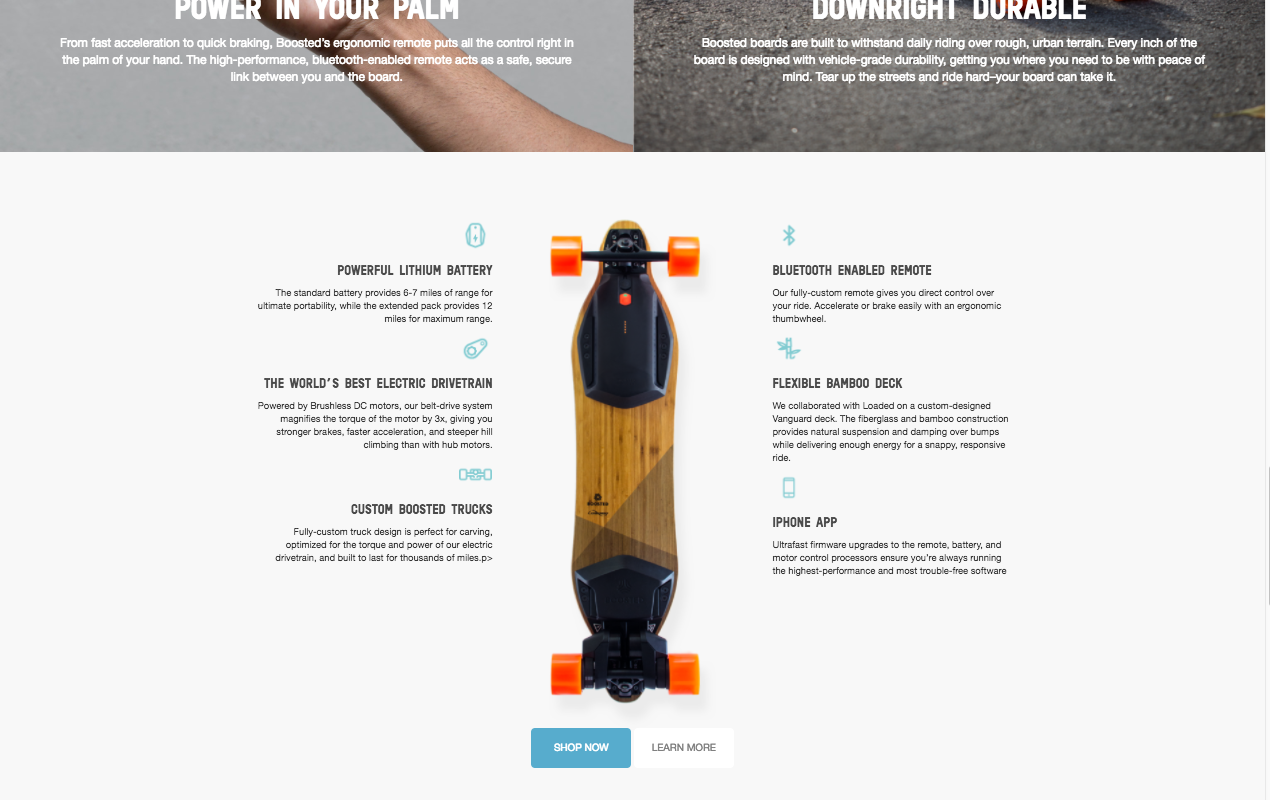 POWER IN YOUR PALM
From fast acceleration to quick braking, Boosted's ergonomic remote puts all the control right in
the palm of your hand. The high-performance, bluetooth-enabled remote acts as a safe, secure
link between you and the board.
DOWNRIGHT DURABLE
Boosted boards are built to withstand daily riding over rough, urban terrain. Every inch of the
board is designed with vehicle-grade durability, getting you where you need to be with peace of
mind. Tear up the streets and ride hard–your board can take it.
POWERFUL LITHIUM BATTERY
The standard battery provides 6-7 miles of range for
ultimate portability, while the extended pack provides 12
miles for maximum range.
THE WORLD'S BEST ELECTRIC DRIVETRAIN
Powered by Brushless DC motors, our belt-drive system
magnifies the torque of the motor by 3x, giving you
stronger brakes, faster acceleration, and steeper hill
climbing than with hub motors.
CUSTOM BOOSTED TRUCKS
Fully-custom truck design is perfect for carving,
optimized for the torque and power of our electric
drivetrain, and built to last for thousands of miles.p>
BOOSTED
BLUETOOTH ENABLED REMOTE
Our fully-custom remote gives you direct control over
your ride. Accelerate or brake easily with an ergonomic
thumbwheel.
FLEXIBLE BAMBOO DECK
We collaborated with Loaded on a custom-designed
Vanguard deck. The fiberglass and bamboo construction
provides natural suspension and damping over bumps
while delivering enough energy for a snappy, responsive
ride.
IPHONE APP
Ultrafast firmware upgrades to the remote, battery, and
motor control processors ensure you're always running
the highest-performance and most trouble-free software
SHOP NOW
LEARN MORE